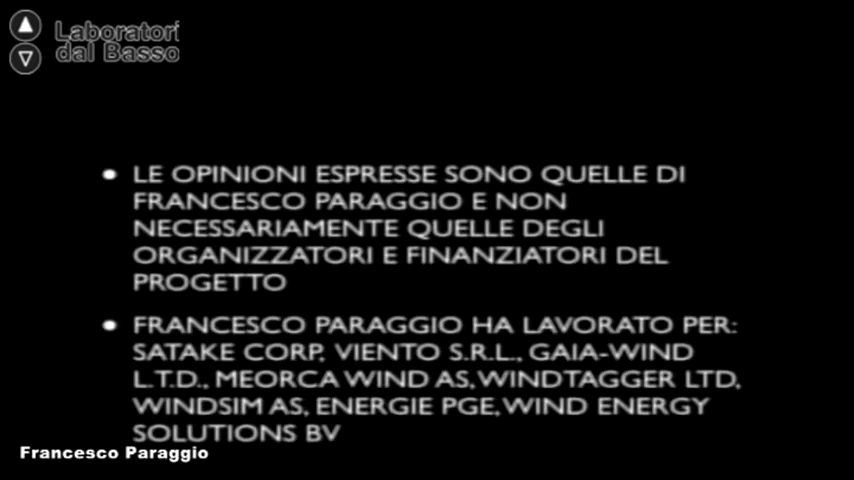 Laboratori
dal Basso
• LE OPINIONI ESPRESSE SONO QUELLE DI
FRANCESCO PARAGGIO E NON
NECESSARIAMENTE QUELLE DEGLI
ORGANIZZATORI E FINANZIATORI DEL
PROGETTO
• FRANCESCO PARAGGIO HA LAVORATO PER:
SATAKE CORP, VIENTO S.R.L., GAIA-WIND
L.T.D., MEORCA WIND AS, WINDTAGGER LTD,
WINDSIM AS, ENERGIE PGE, WIND ENERGY
SOLUTIONS BV
Francesco Paraggio